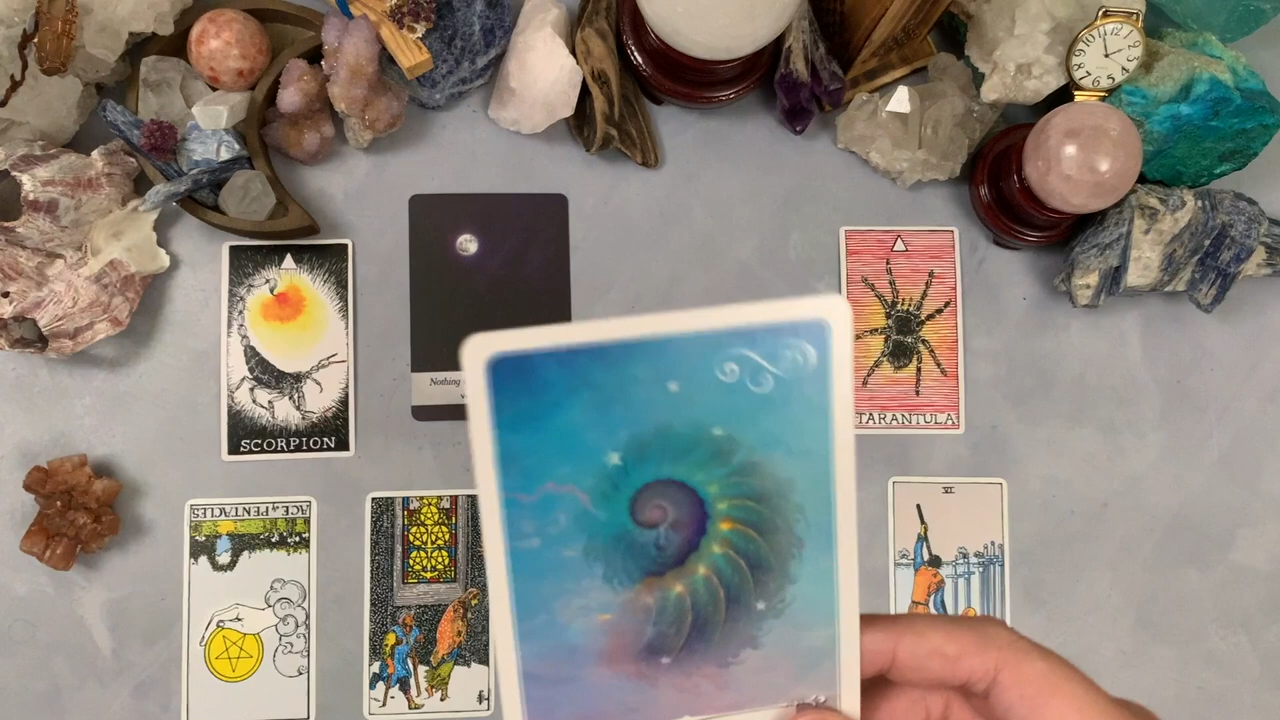 SCORPION
Nothing
TARANTULA
ACE of PENTACLES
VI